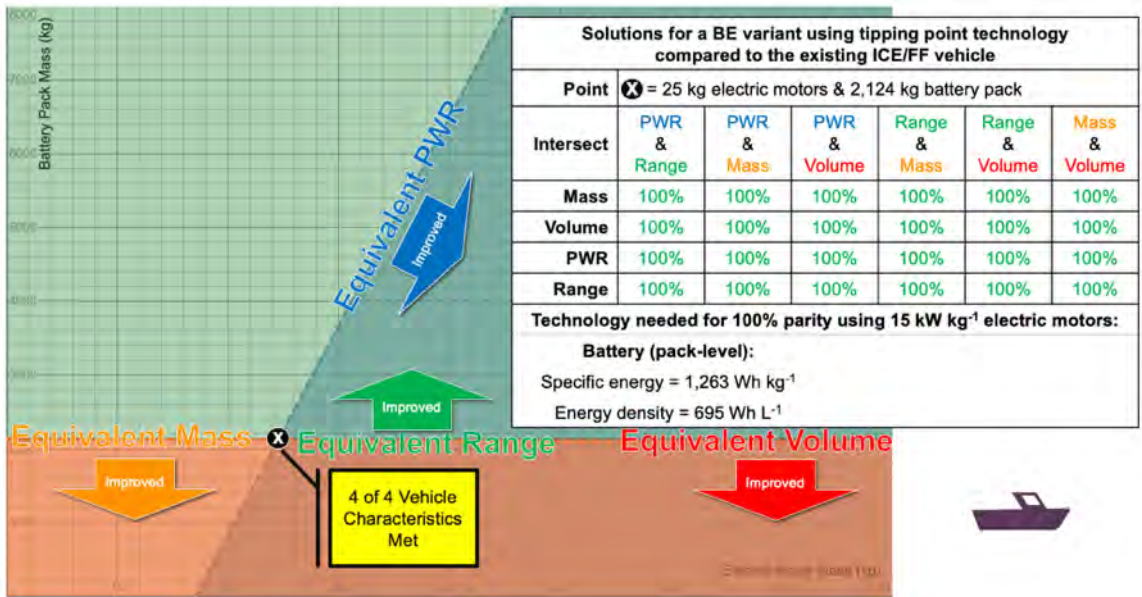 8000
Battery Pack Mass (kg)
7000
6000
5000
4000
Equivalent PWR
Improved
Improved
Equivalent Mass
X
Equivalent Range
Equivalent Volume
Improved
Improved
4 of 4 Vehicle
Characteristics
Met
Solutions for a BE variant using tipping point technology
compared to the existing ICE/FF vehicle
Point X = 25 kg electric motors & 2,124 kg battery pack
Intersect PWR & Range PWR & Mass PWR & Volume Range & Mass Range & Volume Mass & Volume
Mass 100% 100% 100% 100% 100% 100%
Volume 100% 100% 100% 100% 100% 100%
PWR 100% 100% 100% 100% 100% 100%
Range 100% 100% 100% 100% 100% 100%
Technology needed for 100% parity using 15 kW kg⁻¹ electric motors:
Battery (pack-level):
Specific energy = 1,263 Wh kg⁻¹
Energy density = 695 Wh L⁻¹